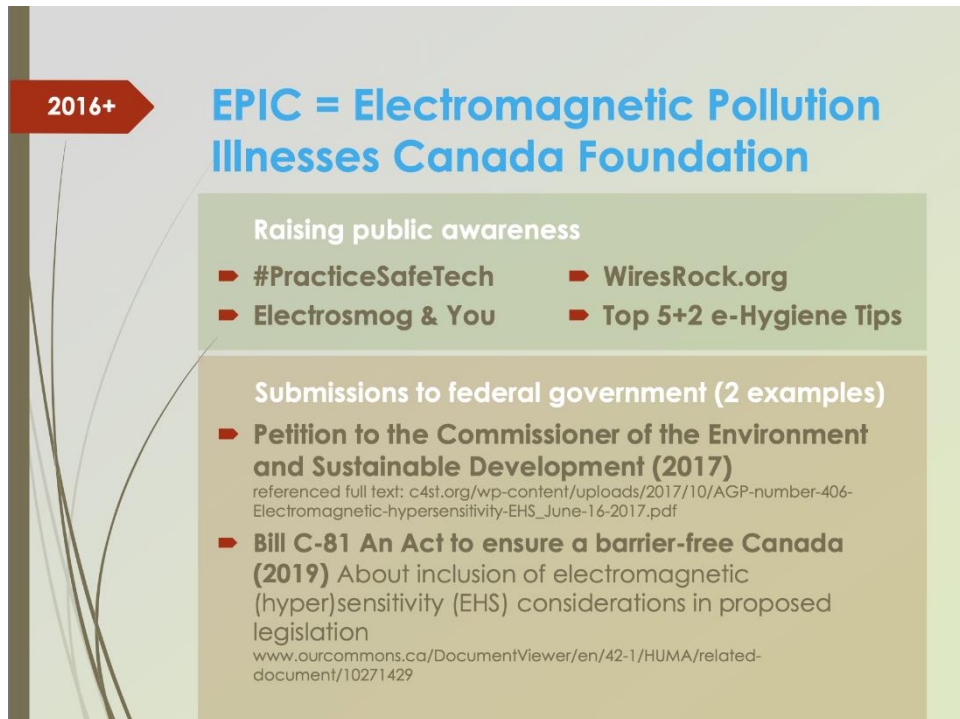 2016+
EPIC = Electromagnetic Pollution
Illnesses Canada Foundation
Raising public awareness
#PracticeSafeTech
Electrosmog & You
WiresRock.org
Top 5+2 e-Hygiene Tips
Submissions to federal government (2 examples)
Petition to the Commissioner of the Environment
and Sustainable Development (2017)
referenced full text: c4st.org/wp-content/uploads/2017/10/AGP-number-406-
Electromagnetic-hypersensitivity-EHS_June-16-2017.pdf
Bill C-81 An Act to ensure a barrier-free Canada
(2019) About inclusion of electromagnetic
(hyper)sensitivity (EHS) considerations in proposed
legislation
www.ourcommons.ca/DocumentViewer/en/42-1/HUMA/related-
document/10271429